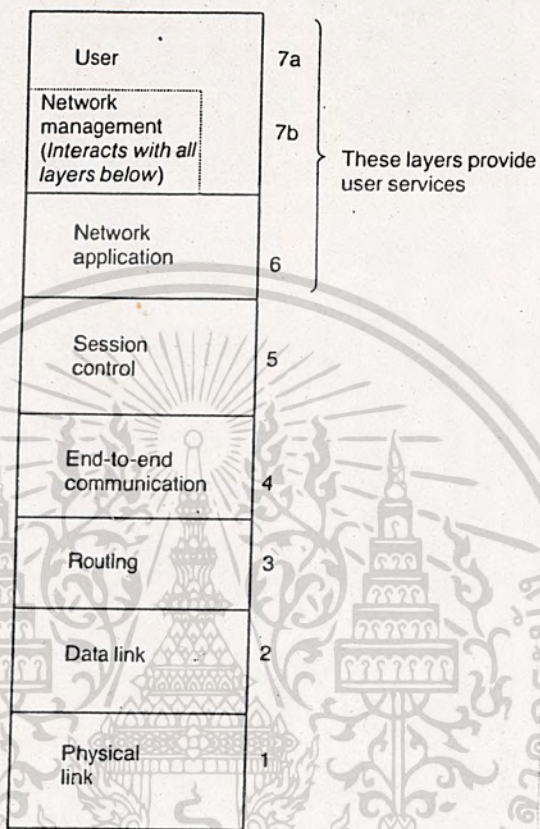 User
7a
Network
management
(Interacts with all
layers below)
7b
These layers provide
user services
Network
application
6
Session
control
5
End-to-end
communication
4
Routing
3
Data link
2
Physical
link
1